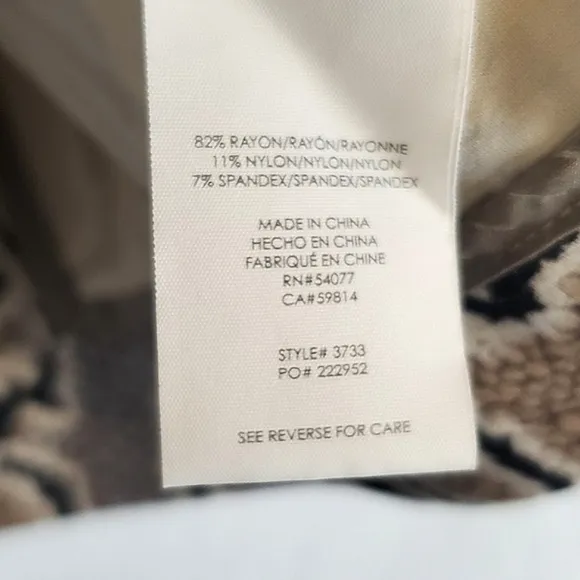 82% RAYON/RAYÓN/RAYONNE
11% NYLON/NYLON/NYLON
7% SPANDEX/SPANDEX/SPANDEX
MADE IN CHINA
HECHO EN CHINA
FABRIQUÉ EN CHINE
RN#54077
CA#59814
STYLE# 3733
PO# 222952
SEE REVERSE FOR CARE